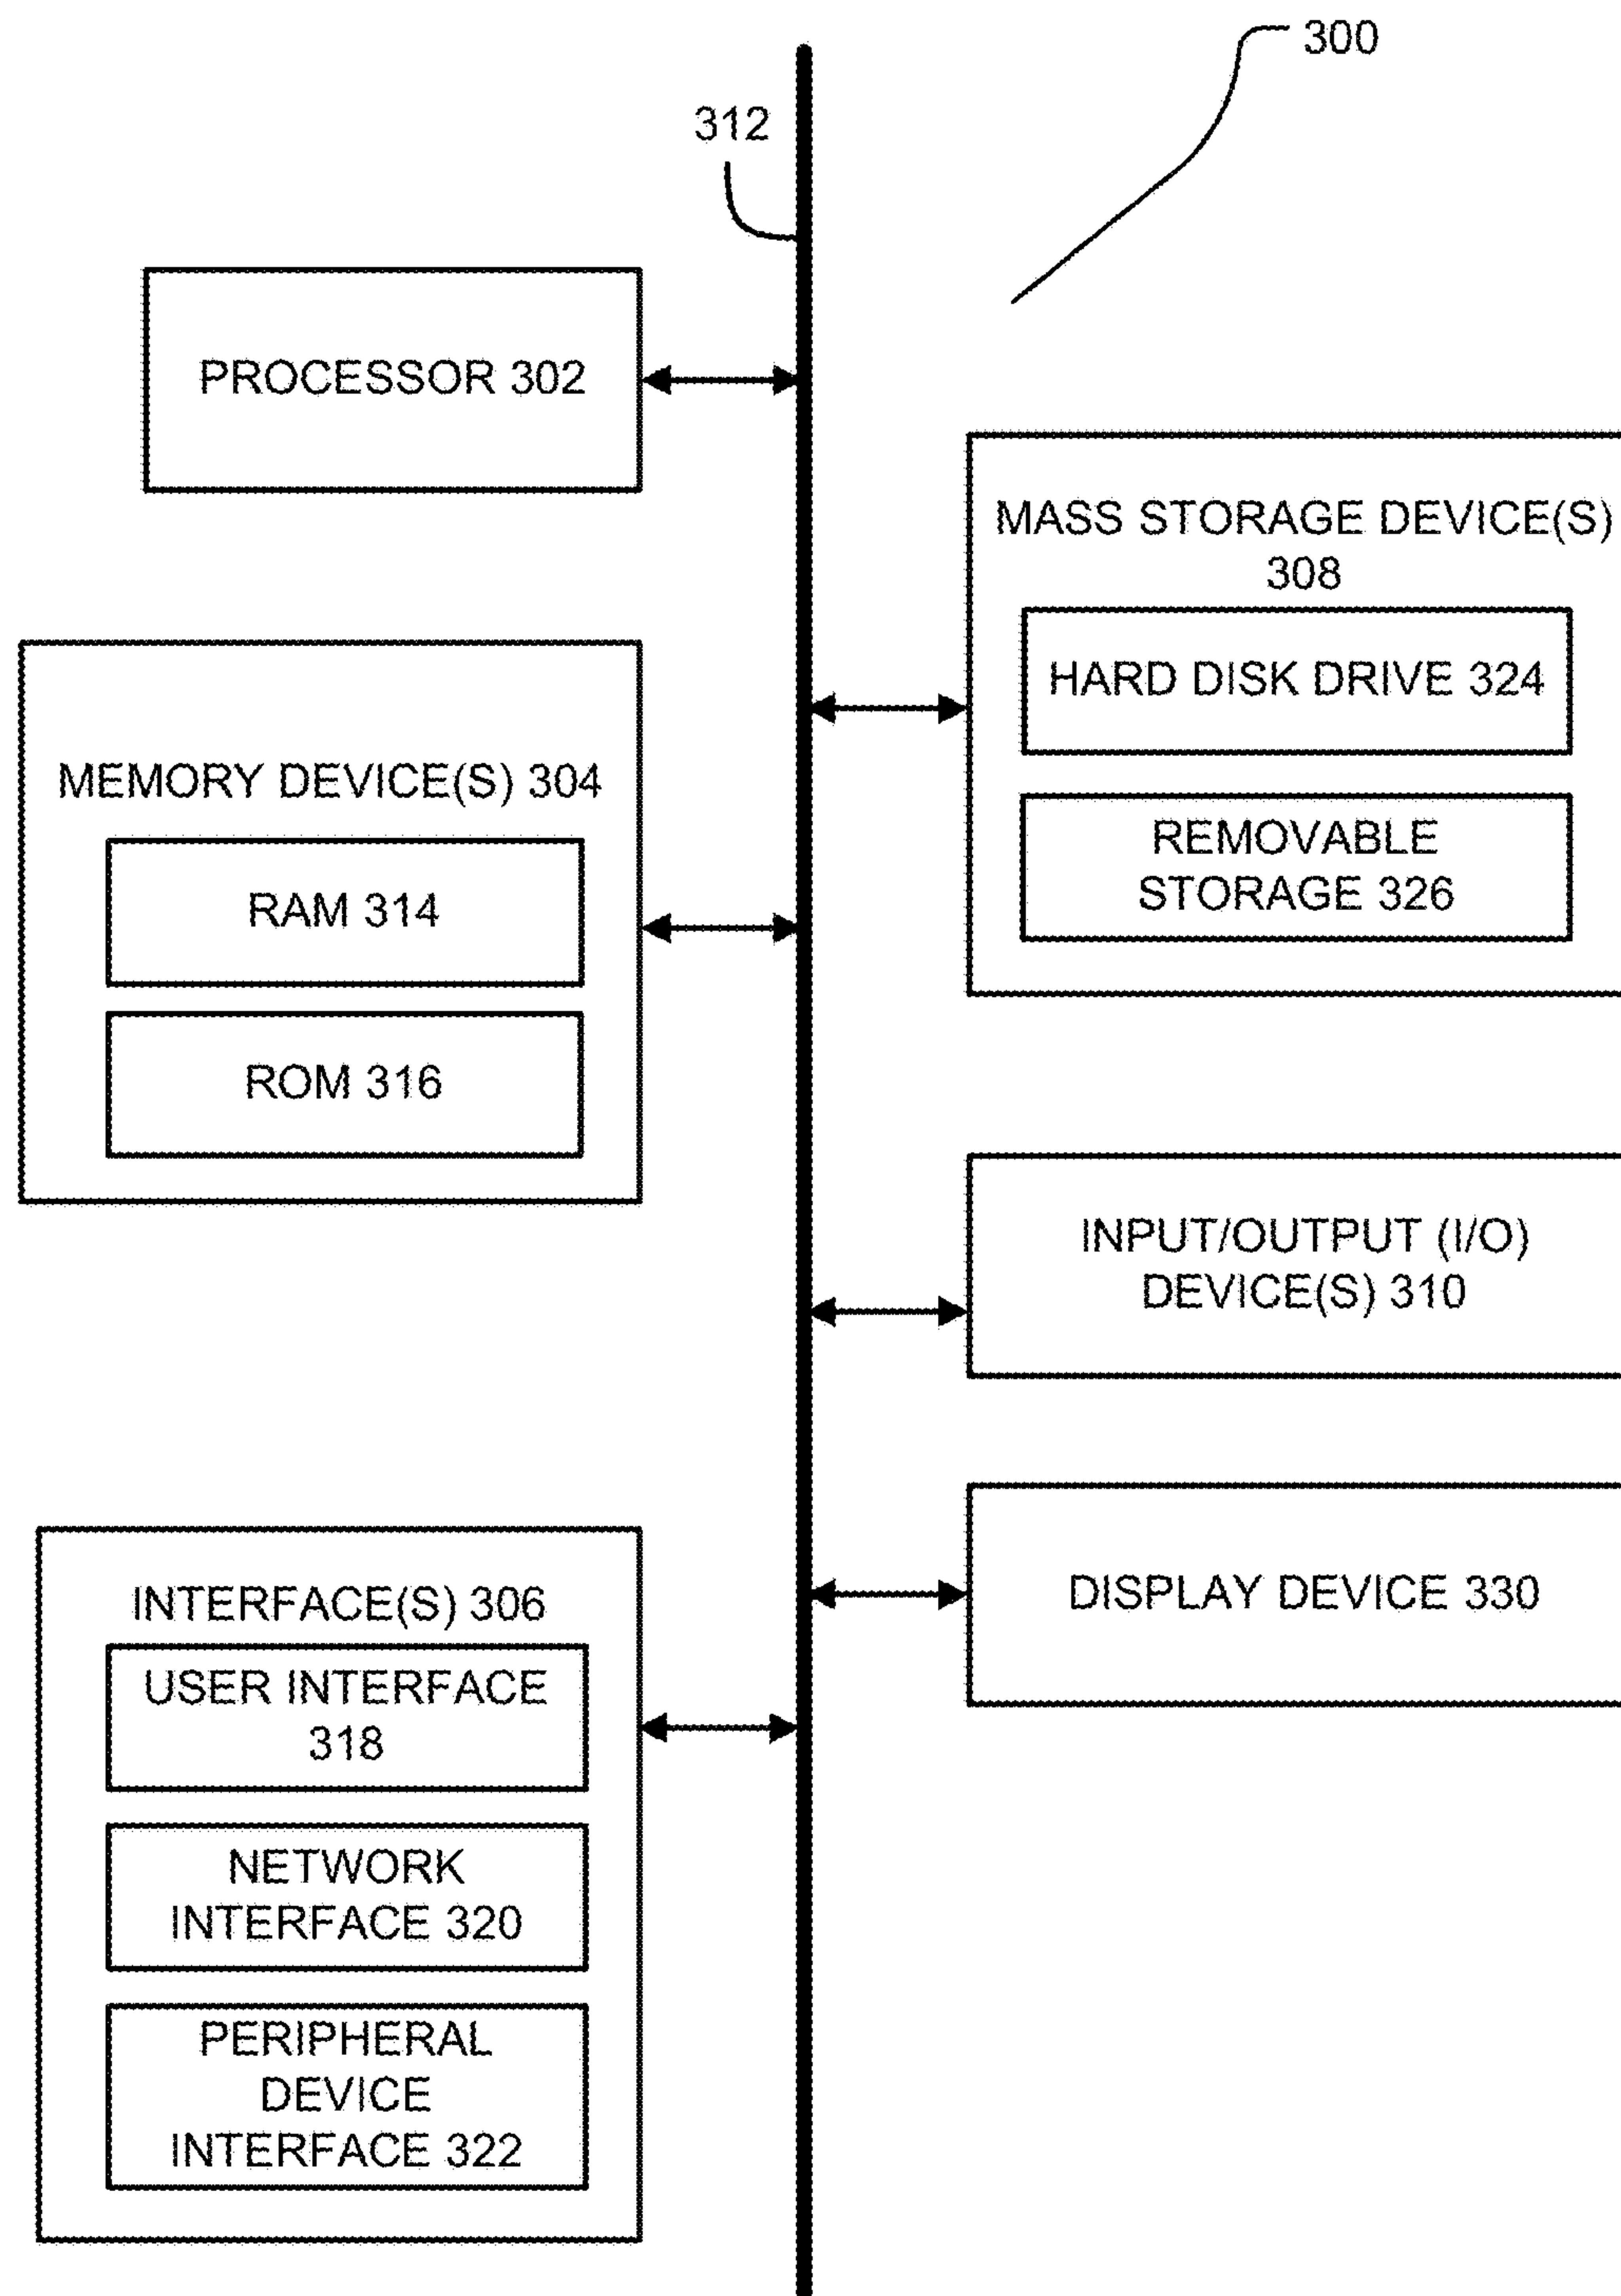 300
312
PROCESSOR 302
MASS STORAGE DEVICE(S)
308
HARD DISK DRIVE 324
REMOVABLE
STORAGE 326
MEMORY DEVICE(S) 304
RAM 314
ROM 316
INPUT/OUTPUT (I/O)
DEVICE(S) 310
DISPLAY DEVICE 330
INTERFACE(S) 306
USER INTERFACE
318
NETWORK
INTERFACE 320
PERIPHERAL
DEVICE
INTERFACE 322